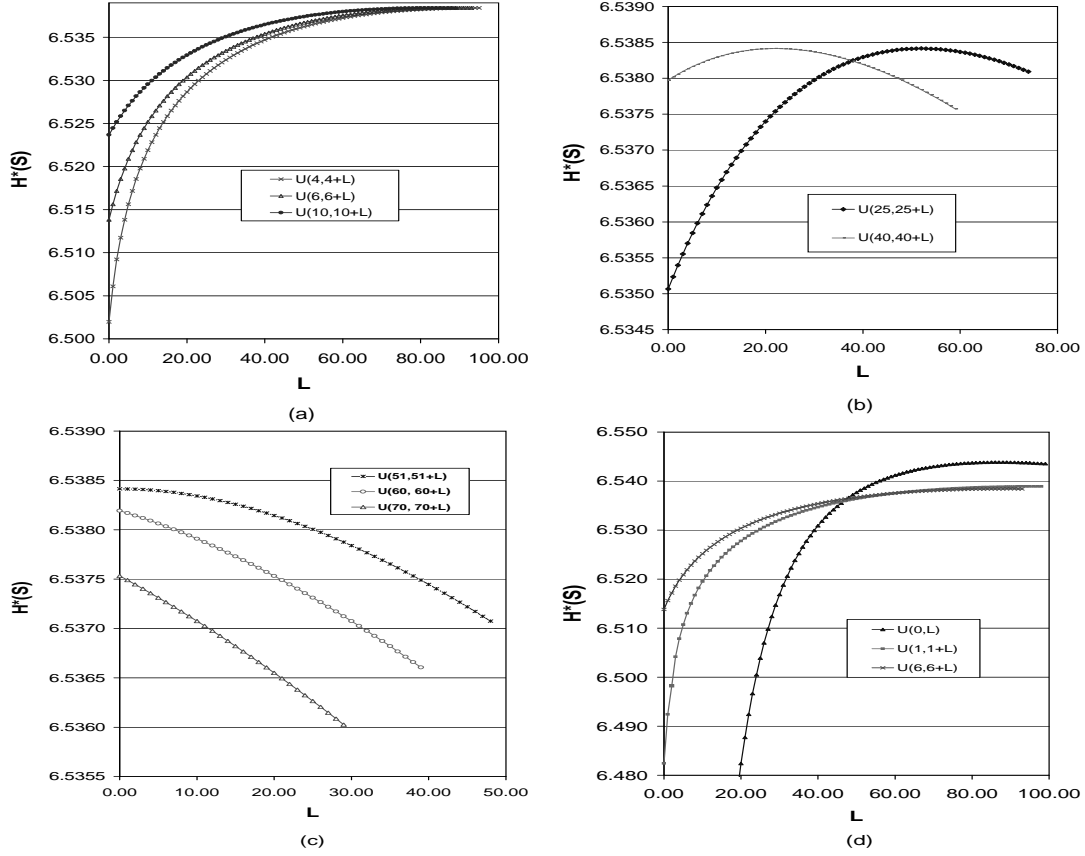 H*(S)
6.535
6.530
6.525
6.520
6.515
6.510
6.505
6.500
0.00 20.00 40.00 60.00 80.00 100.00
L
U(4,4+L)
U(6,6+L)
U(10,10+L)
(a)
H*(S)
6.5390
6.5385
6.5380
6.5375
6.5370
6.5365
6.5360
6.5355
6.5350
6.5345
0.00 20.00 40.00 60.00 80.00
L
U(25,25+L)
U(40,40+L)
(b)
H*(S)
6.5390
6.5385
6.5380
6.5375
6.5370
6.5365
6.5360
6.5355
0.00 10.00 20.00 30.00 40.00 50.00
L
U(51,51+L)
U(60, 60+L)
U(70, 70+L)
(c)
H*(S)
6.550
6.540
6.530
6.520
6.510
6.500
6.490
6.480
0.00 20.00 40.00 60.00 80.00 100.00
L
U(0,L)
U(1,1+L)
U(6,6+L)
(d)